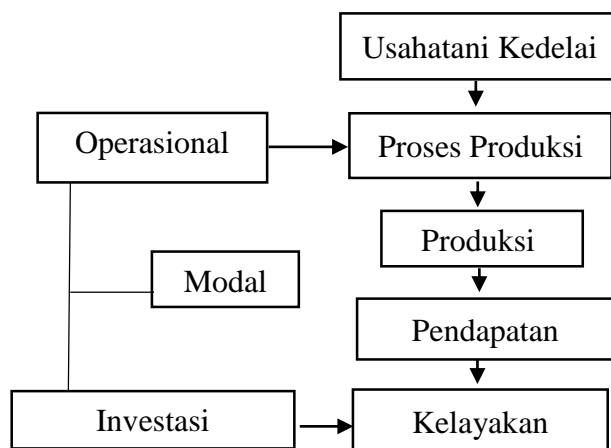 Usahatani Kedelai
Operasional
Proses Produksi
Produksi
Modal
Pendapatan
Investasi
Kelayakan